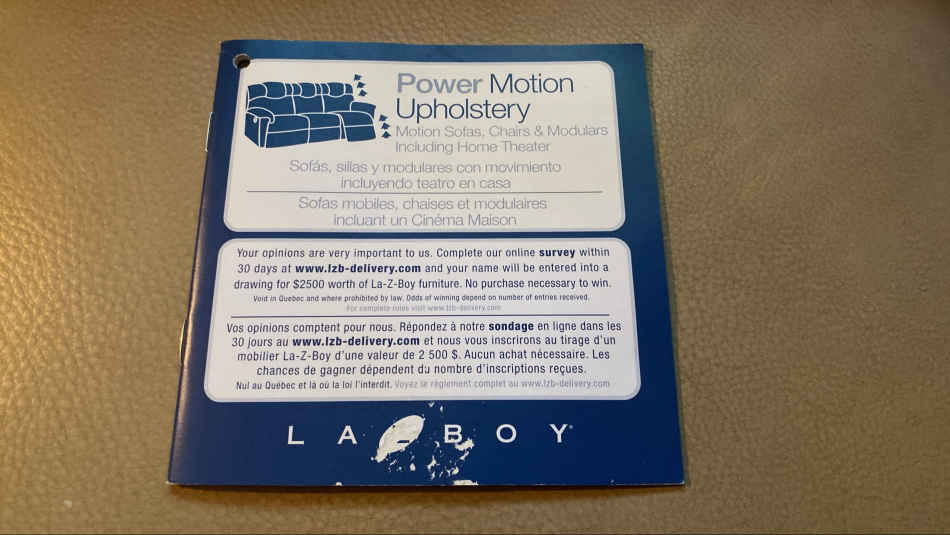 Power Motion
Upholstery
Motion Sofas, Chairs & Modulars
Including Home Theater
Sofás, sillas y modulares con movimiento
incluyendo teatro en casa
Sofas mobiles, chaises et modulaires
incluant un Cinéma Maison
Your opinions are very important to us. Complete our online survey within
30 days at www.lzb-delivery.com and your name will be entered into a
drawing for $2500 worth of La-Z-Boy furniture. No purchase necessary to win.
Void in Quebec and where prohibited by law. Odds of winning depend on number of entries received.
For complete rules visit www.lzb-delivery.com
Vos opinions comptent pour nous. Répondez à notre sondage en ligne dans les
30 jours au www.lzb-delivery.com et nous vous inscrirons au tirage d'un
mobilier La-Z-Boy d'une valeur de 2 500 $. Aucun achat nécessaire. Les
chances de gagner dépendent du nombre d'inscriptions reçues.
Nul au Québec et là où la loi l'interdit. Voyez le règlement complet au www.lzb-delivery.com
LA BOY